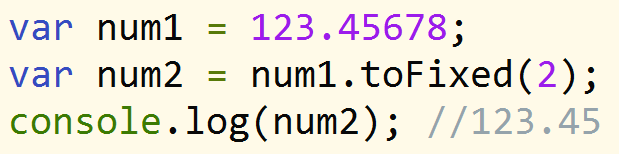 var num1 = 123.45678;
var num2 = num1.toFixed(2);
console.log(num2); //123.45